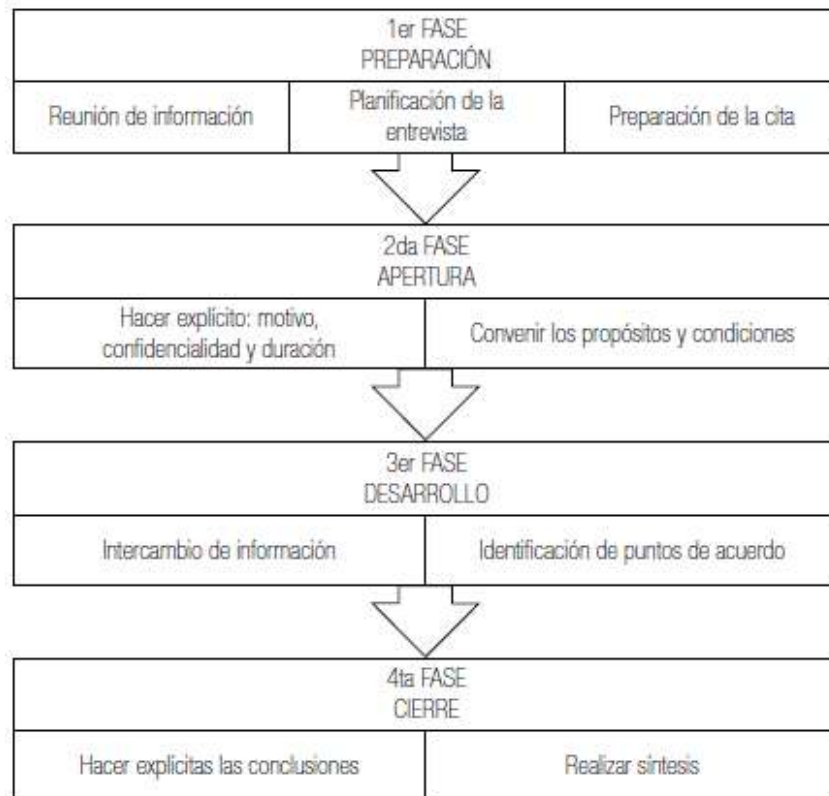 1er FASE
PREPARACIÓN
Reunión de información
Planificación de la
entrevista
Preparación de la cita
2da FASE
APERTURA
Hacer explícito: motivo,
confidencialidad y duración
Convenir los propósitos y condiciones
3er FASE
DESARROLLO
Intercambio de información
Identificación de puntos de acuerdo
4ta FASE
CIERRE
Hacer explícitas las conclusiones
Realizar síntesis